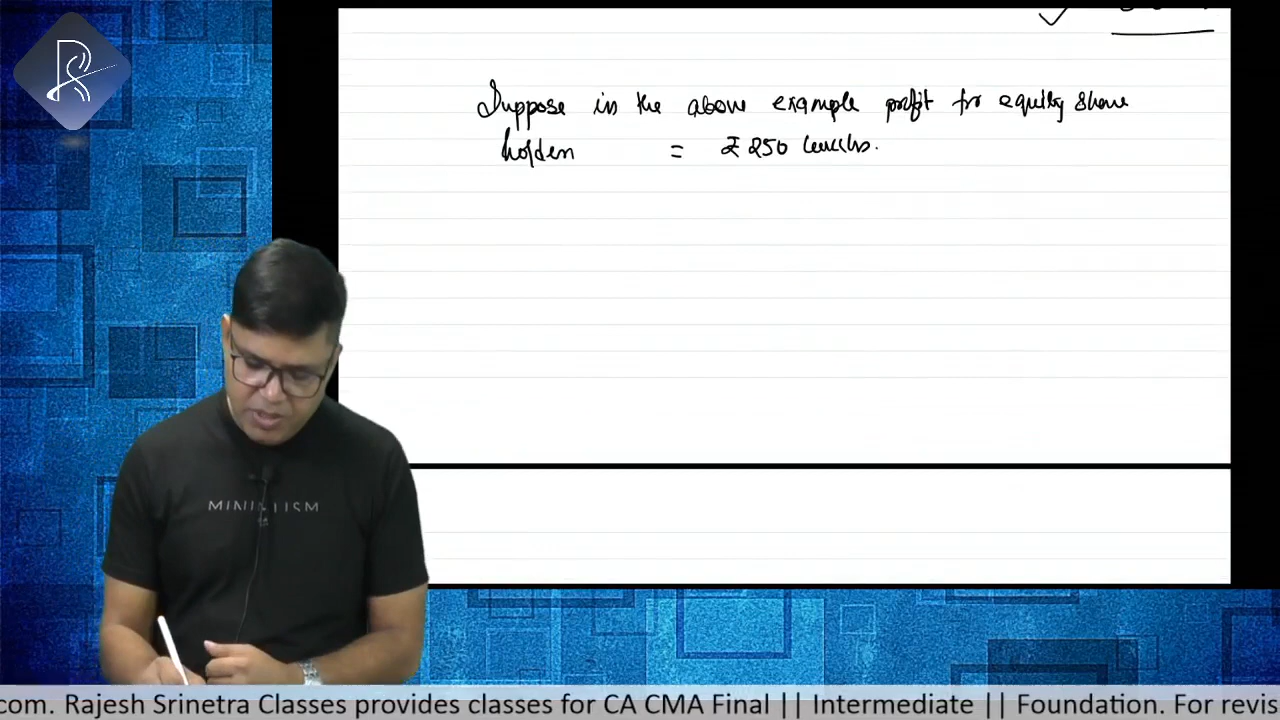 Suppose in the above example profit for equity share
holders = ₹ 250 lakhs.
MINIMALISM
com. Rajesh Srinetra Classes provides classes for CA CMA Final || Intermediate || Foundation. For revis